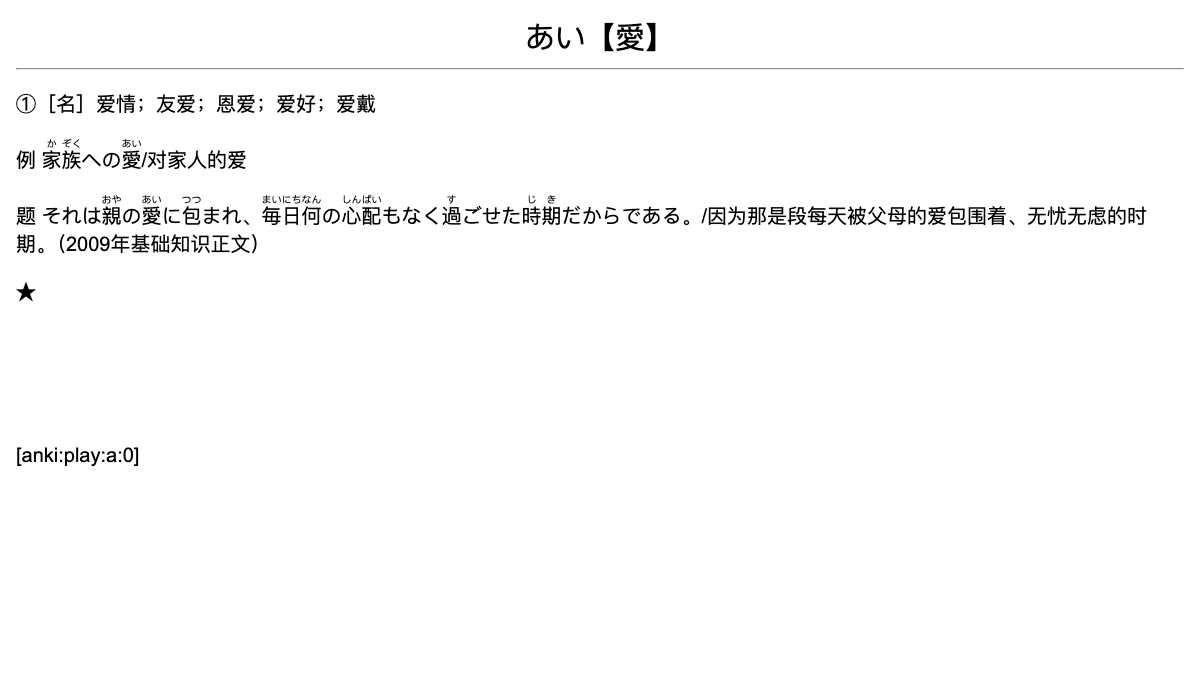 あい【愛】
①［名］爱情；友爱；恩爱；爱好；爱戴
か ぞく あい
例 家族への愛/对家人的爱
おや あい つつ まいにちなん しんぱい す じ き
题 それは親の愛に包まれ、毎日何の心配もなく過ごせた時期だからである。/因为那是段每天被父母的爱包围着、无忧无虑的时
期。（2009年基础知识正文）
★
[anki:play:a:0]